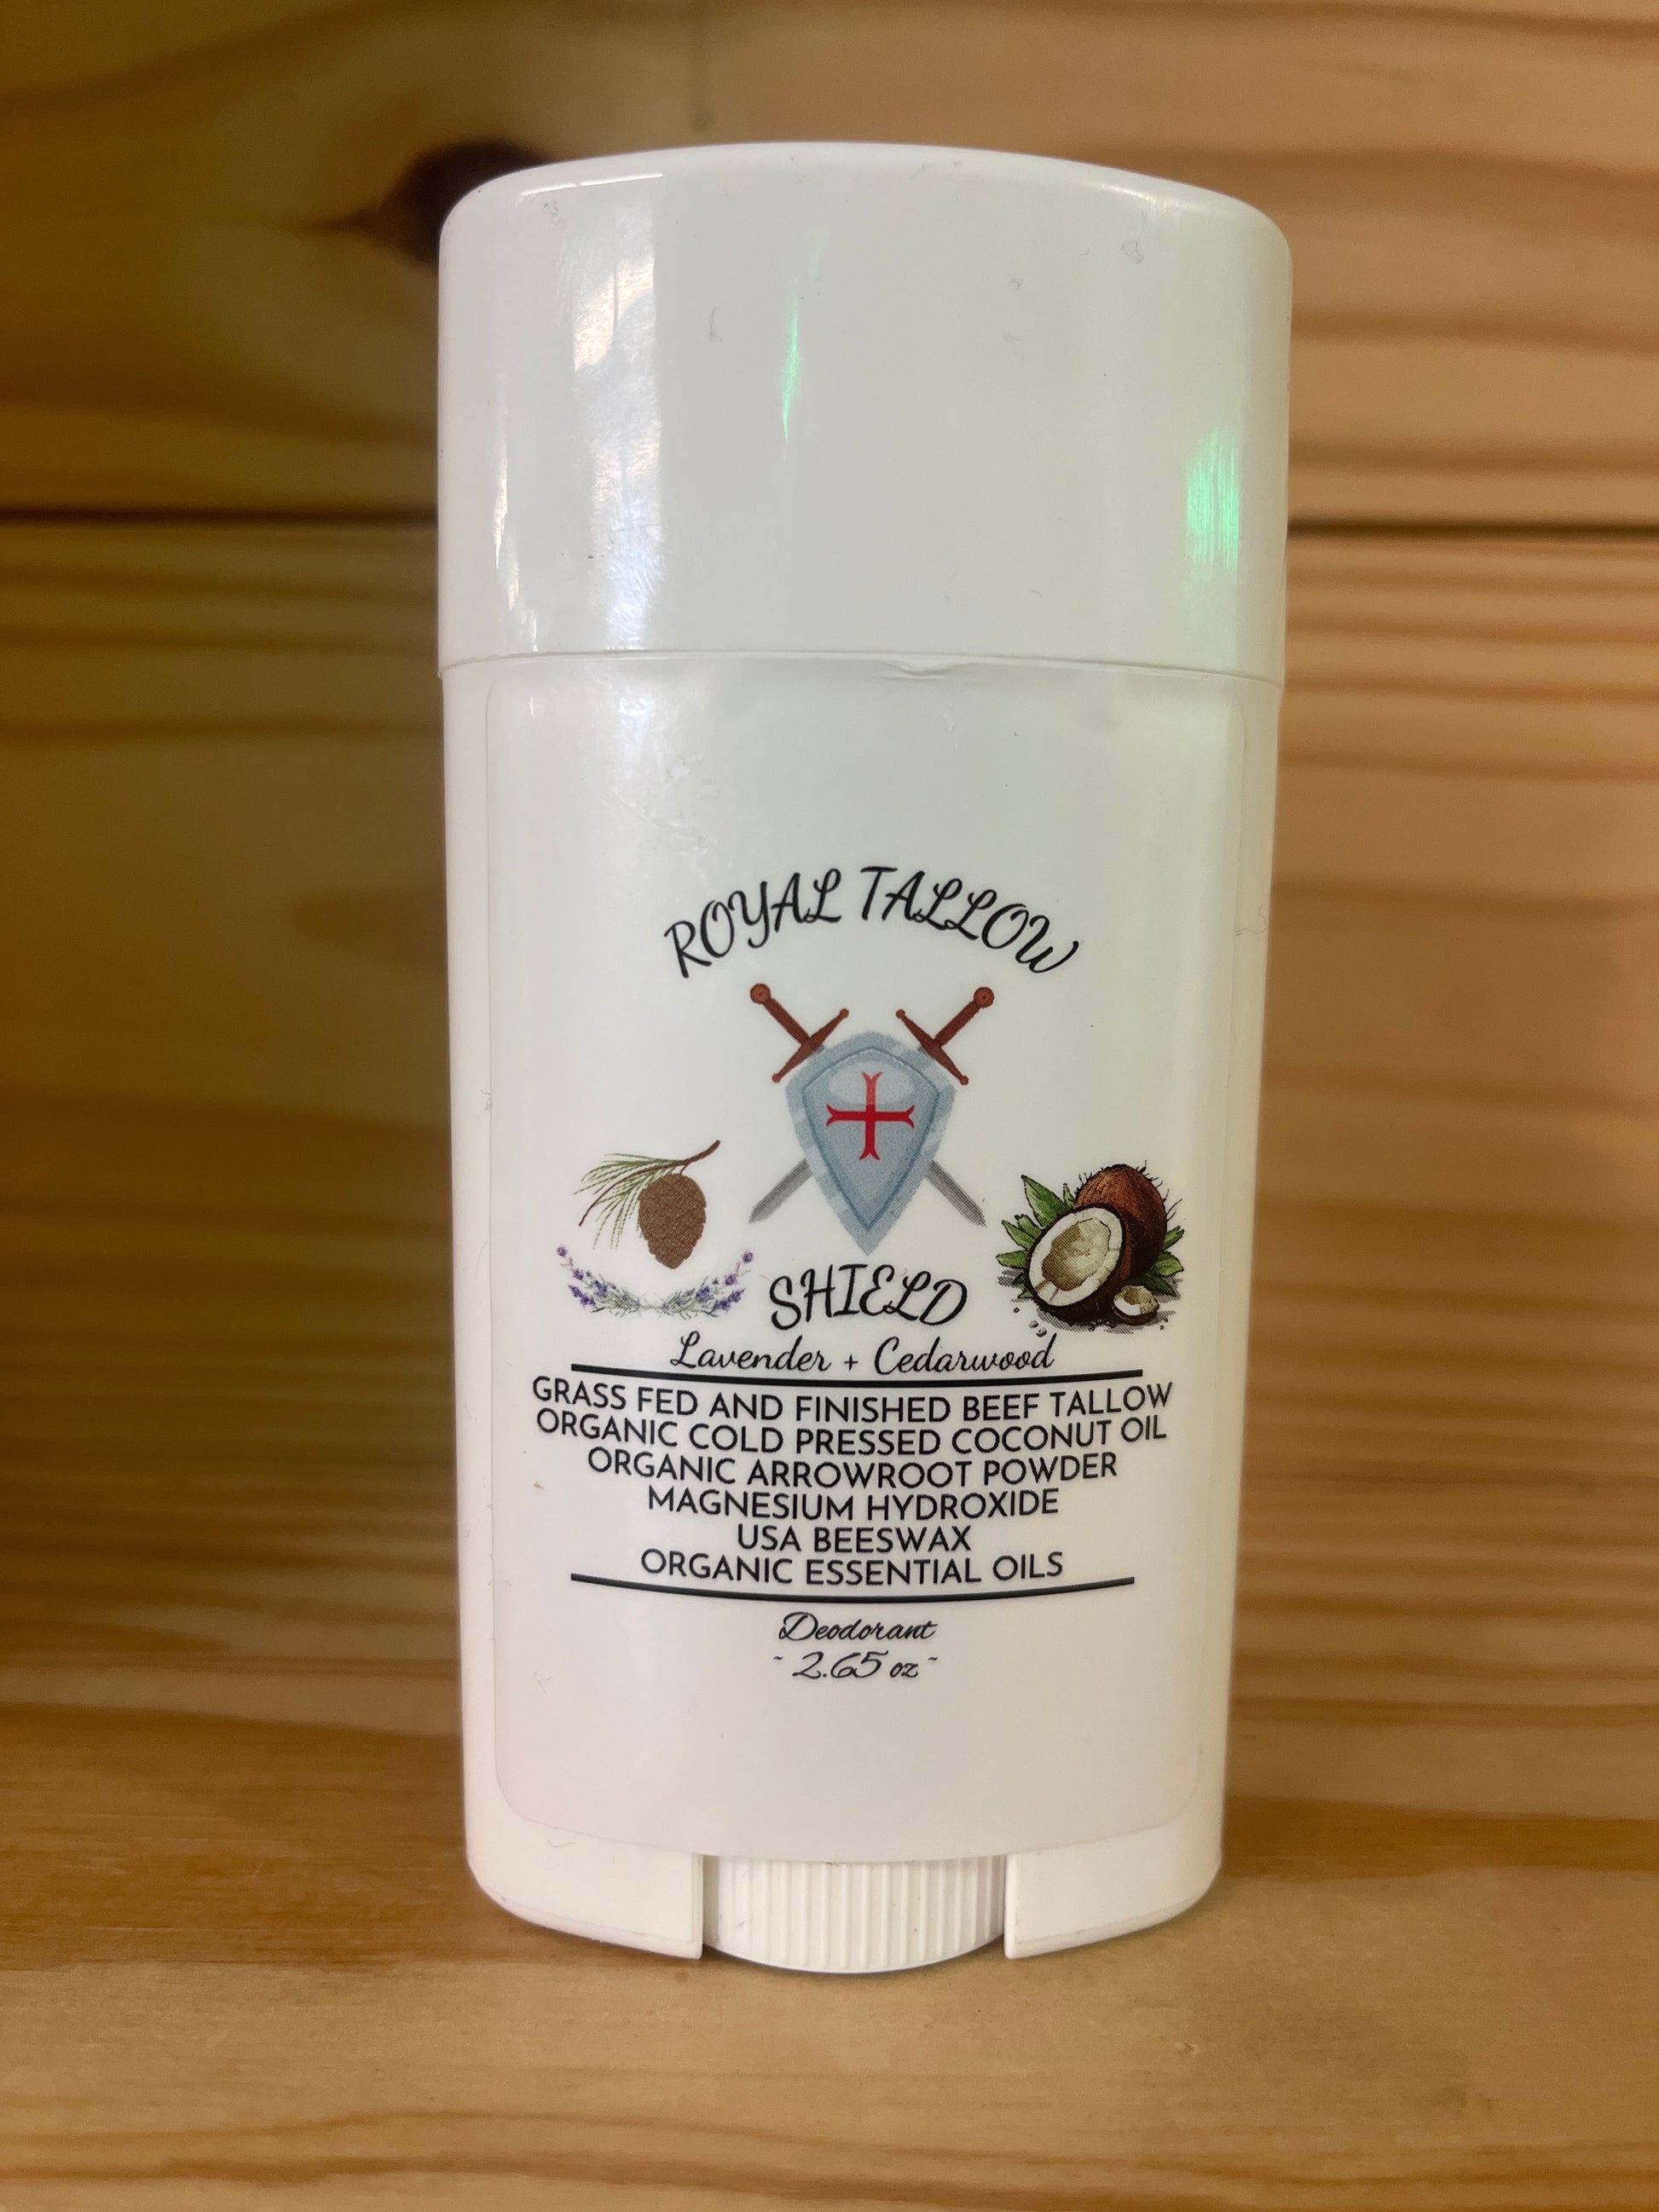 ROYAL TALLOW
SHIELD
Lavender + Cedarwood
GRASS FED AND FINISHED BEEF TALLOW
ORGANIC COLD PRESSED COCONUT OIL
ORGANIC ARROWROOT POWDER
MAGNESIUM HYDROXIDE
USA BEESWAX
ORGANIC ESSENTIAL OILS
Deodorant
~ 2.65 oz ~